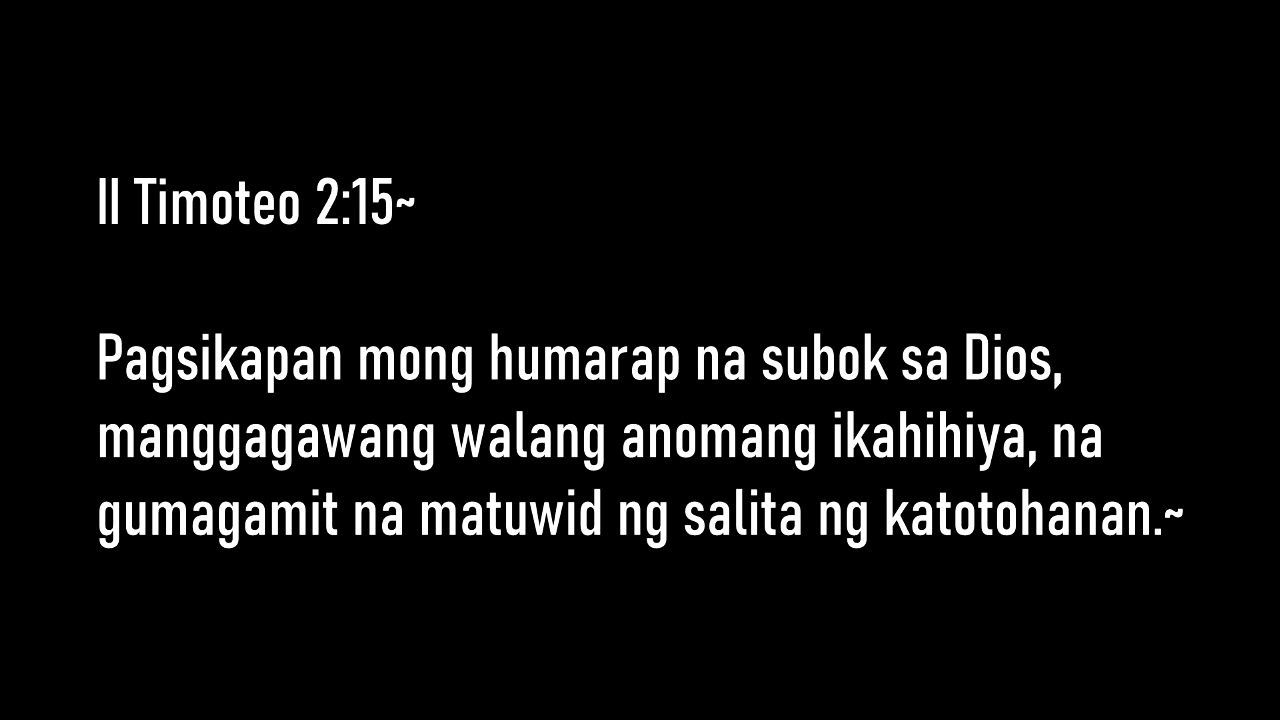 II Timoteo 2:15~
Pagsikapan mong humarap na subok sa Dios,
manggagawang walang anomang ikahihiya, na
gumagamit na matuwid ng salita ng katotohanan.~